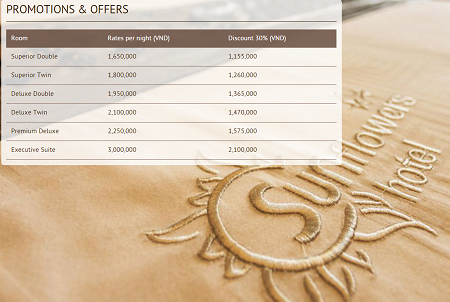 PROMOTIONS & OFFERS
Room Rates per night (VND) Discount 30% (VND)
Superior Double 1,650,000 1,155,000
Superior Twin 1,800,000 1,260,000
Deluxe Double 1,950,000 1,365,000
Deluxe Twin 2,100,000 1,470,000
Premium Deluxe 2,250,000 1,575,000
Executive Suite 3,000,000 2,100,000
Sunflowers
hotel